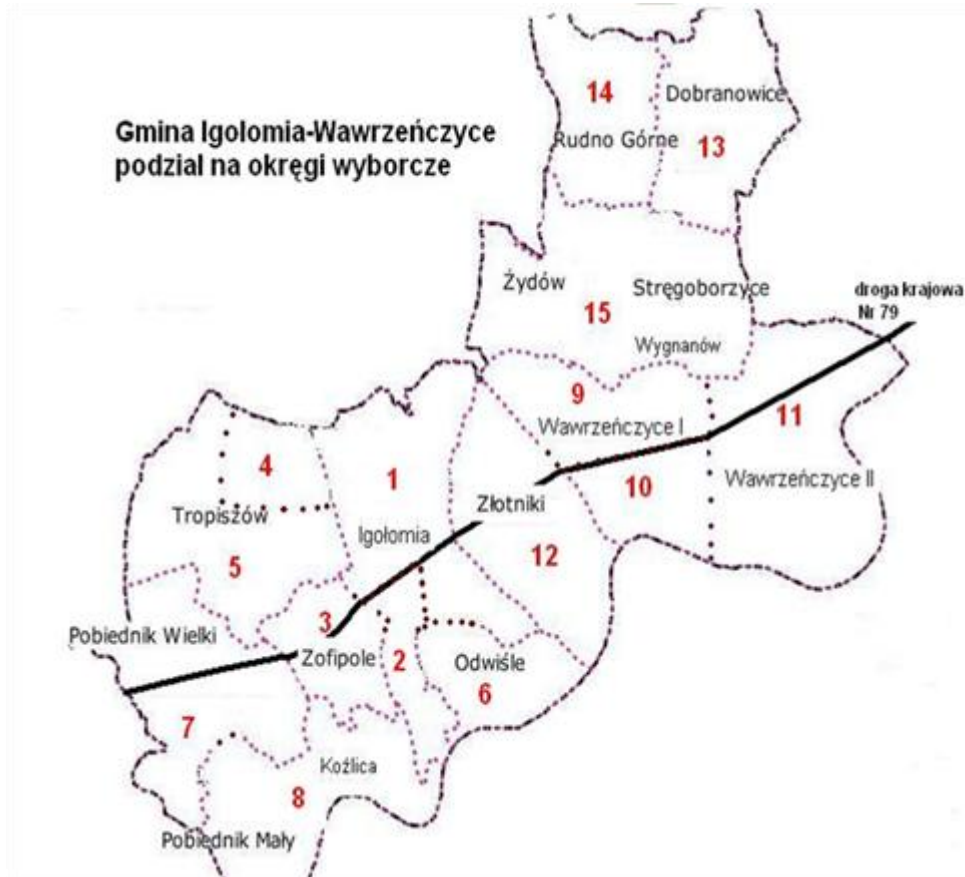 14
Dobranowice
Gmina Igolomia-Wawrzeńczyce
podzial na okręgi wyborcze
Rudno Górne
13
Żydów
Stręgoborzyce
droga krajowa
Nr 79
15
Wygnanów
9
11
Wawrzeńczyce I
4
1
10
Wawrzeńczyce II
Tropiszów
Złotniki
Igołomia
12
5
3
Pobiednik Wielki
Zofipole
2
Odwiśle
6
7
Koźlica
8
Pobiednik Mały